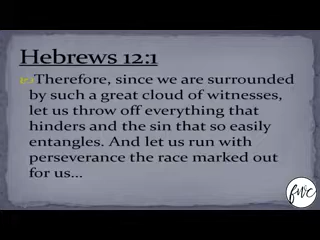 Hebrews 12:1
Therefore, since we are surrounded
by such a great cloud of witnesses,
let us throw off everything that
hinders and the sin that so easily
entangles. And let us run with
perseverance the race marked out
for us...
fwc